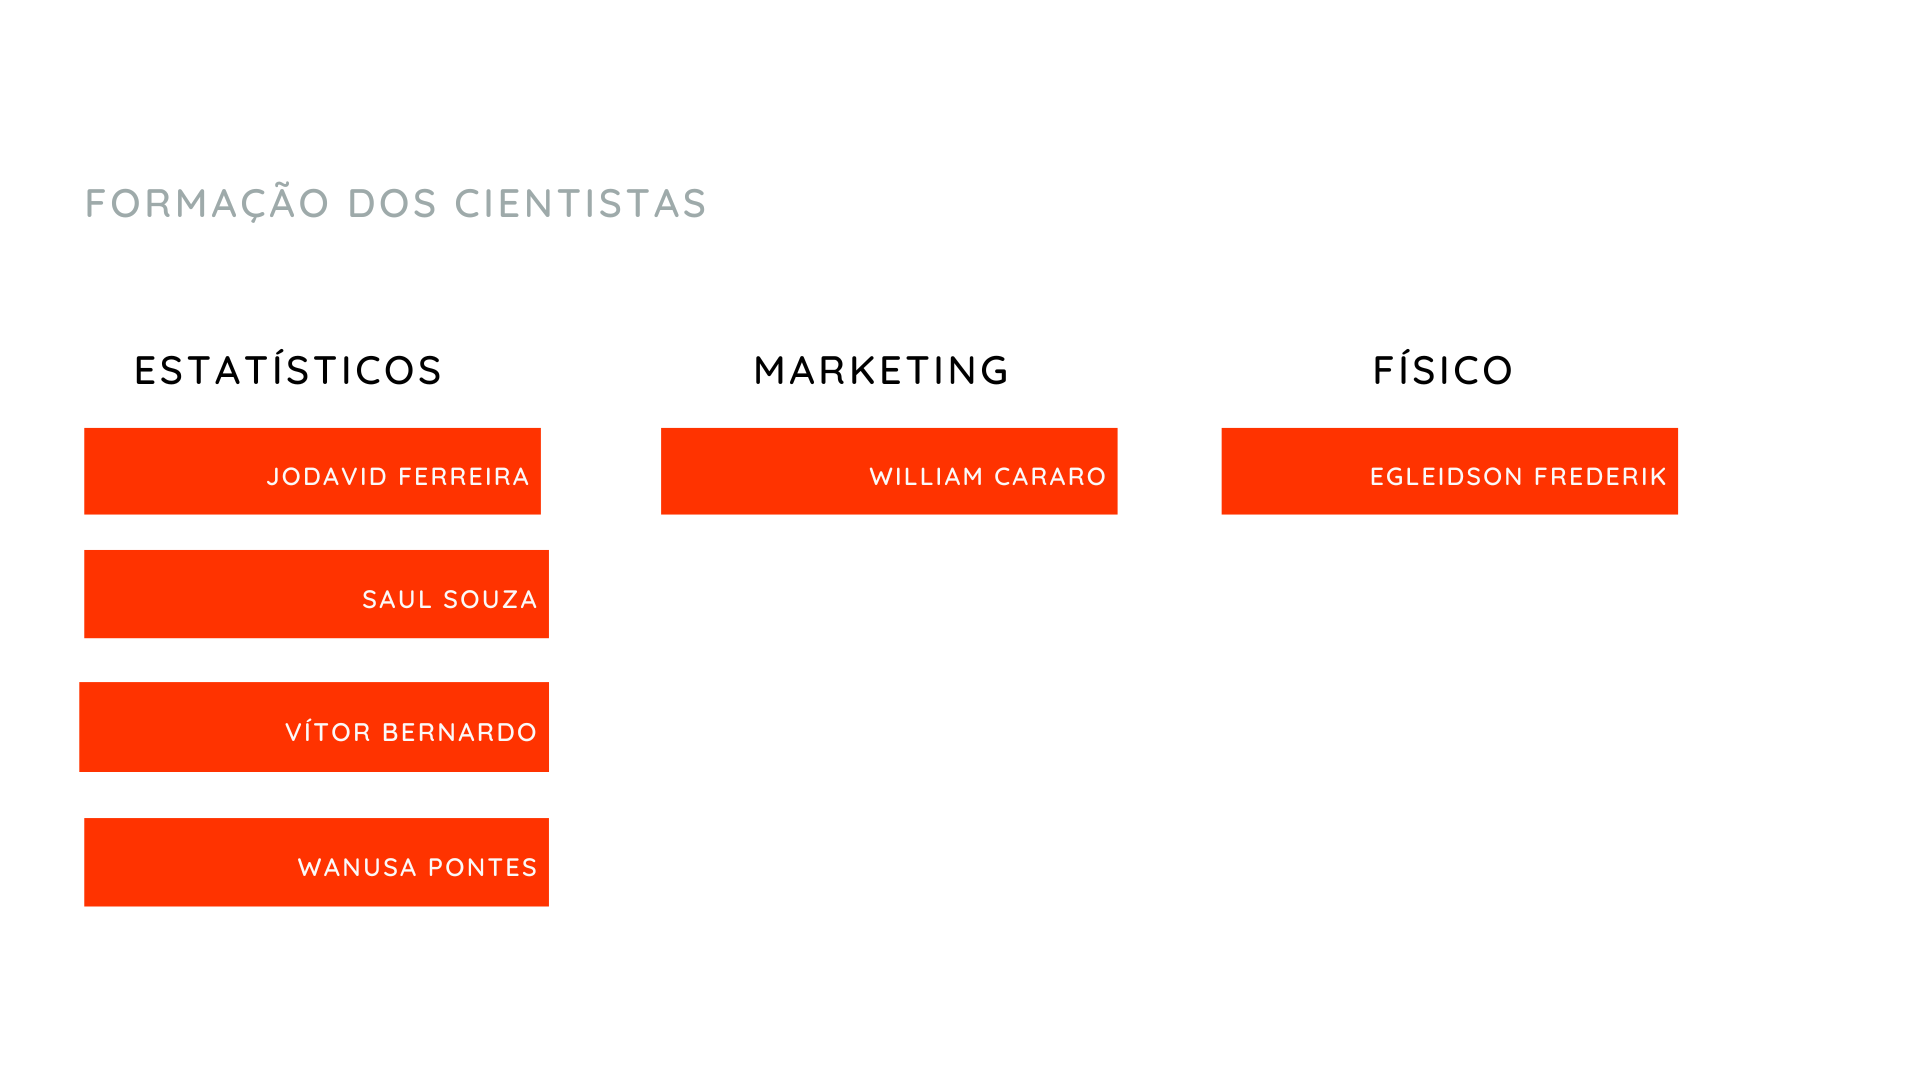 FORMAÇÃO DOS CIENTISTAS
ESTATÍSTICOS
JODAVID FERREIRA
SAUL SOUZA
VÍTOR BERNARDO
WANUSA PONTES
MARKETING
WILLIAM CARARO
FÍSICO
EGLEIDSON FREDERIK